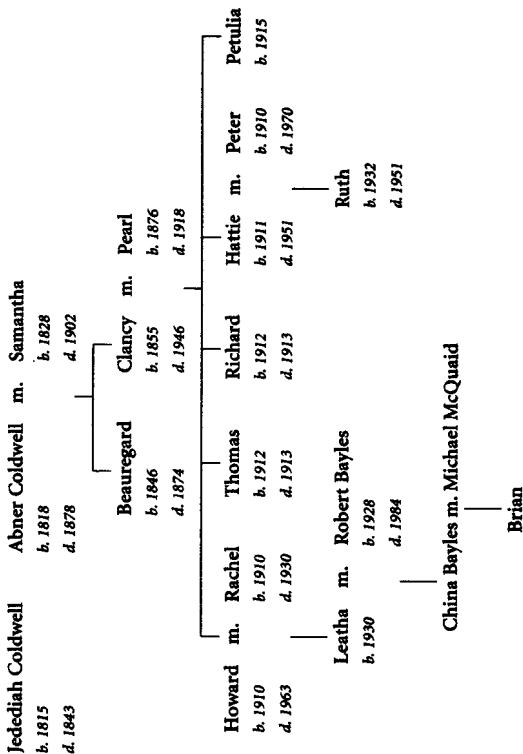 Jedediah Coldwell
b. 1815
d. 1843
Abner Coldwell m. Samantha
b. 1818
d. 1878
b. 1828
d. 1902
Beauregard
b. 1846
d. 1874
Clancy m. Pearl
b. 1855
d. 1946
b. 1876
d. 1918
Howard m. Rachel
b. 1910
d. 1963
b. 1910
d. 1930
Thomas
b. 1912
d. 1913
Richard
b. 1912
d. 1913
Hattie m. Peter
b. 1911
d. 1951
b. 1910
d. 1970
Petulia
b. 1915
Leatha m. Robert Bayles
b. 1930
b. 1928
d. 1984
Ruth
b. 1932
d. 1951
China Bayles m. Michael McQuaid
Brian